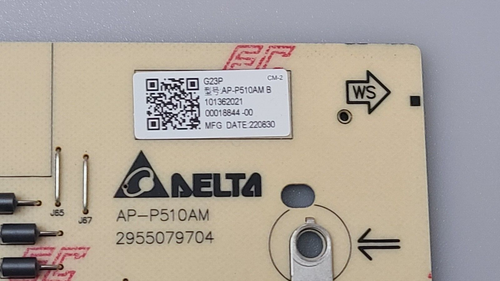 G23P
CM-2
型号:AP-P510AM B
101362021
00018844 -00
MFG DATE:220830
WS
DELTA
AP-P510AM
2955079704
J65
J67